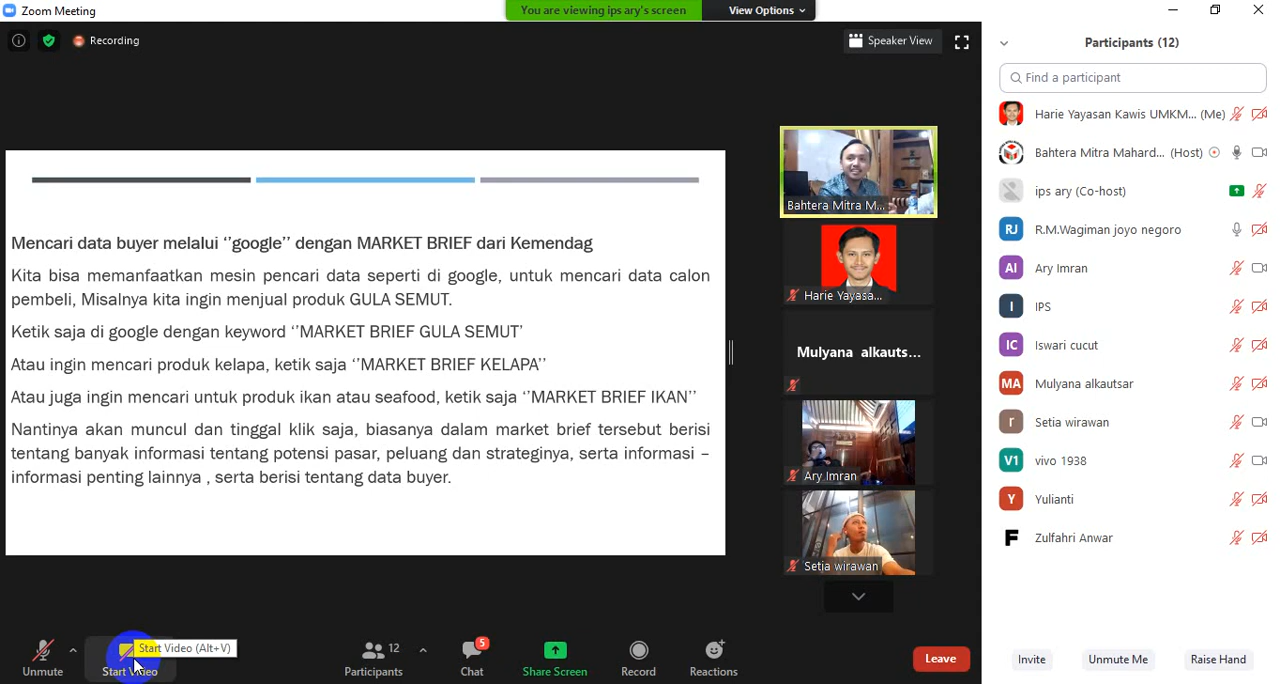 Zoom Meeting
You are viewing ips ary's screen
View Options
Recording
Speaker View
Mencari data buyer melalui ‘’google’’ dengan MARKET BRIEF dari Kemendag
Kita bisa memanfaatkan mesin pencari data seperti di google, untuk mencari data calon
pembeli, Misalnya kita ingin menjual produk GULA SEMUT.
Ketik saja di google dengan keyword ‘’MARKET BRIEF GULA SEMUT’
Atau ingin mencari produk kelapa, ketik saja ‘’MARKET BRIEF KELAPA’’
Atau juga ingin mencari untuk produk ikan atau seafood, ketik saja ‘’MARKET BRIEF IKAN’’
Nantinya akan muncul dan tinggal klik saja, biasanya dalam market brief tersebut berisi
tentang banyak informasi tentang potensi pasar, peluang dan strateginya, serta informasi –
informasi penting lainnya , serta berisi tentang data buyer.
Bahtera Mitra M...
Harie Yayasa...
Mulyana alkauts...
Ary Imran
Setia wirawan
Participants (12)
Find a participant
Harie Yayasan Kawis UMKM... (Me)
Bahtera Mitra Mahard... (Host)
ips ary (Co-host)
RJ R.M.Wagiman joyo negoro
AI Ary Imran
I IPS
IC Iswari cucut
MA Mulyana alkautsar
r Setia wirawan
V1 vivo 1938
Y Yulianti
F Zulfahri Anwar
Start Video (Alt+V)
Unmute
Start Video
12
Participants
5
Chat
Share Screen
Record
Reactions
Leave
Invite
Unmute Me
Raise Hand